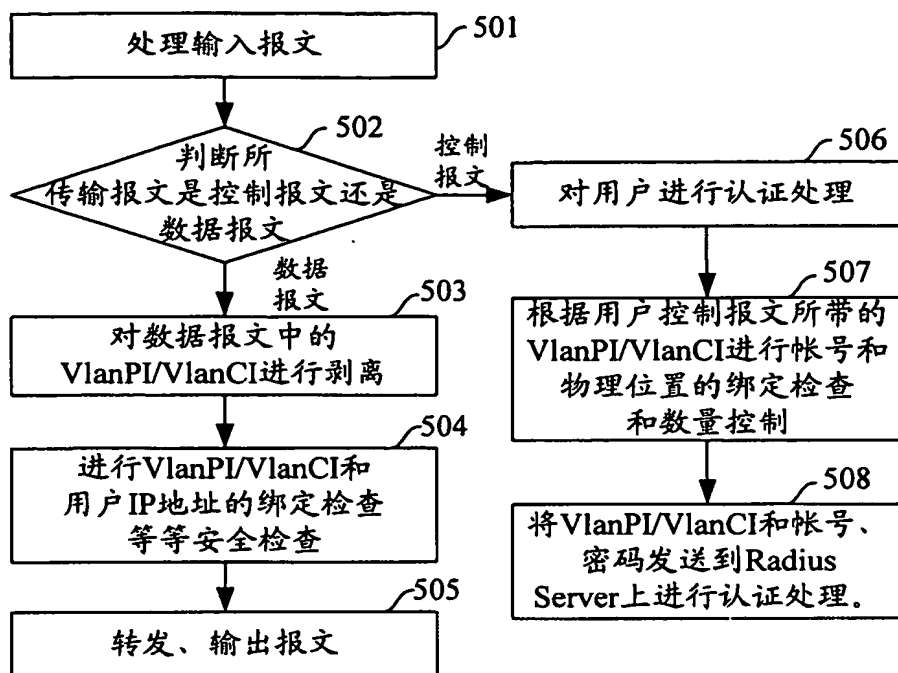 处理输入报文
501
判断所
传输报文是控制报文还是
数据报文
502
控制
报文
数据
报文
对数据报文中的
VlanPI/VlanCI进行剥离
503
进行VlanPI/VlanCI和
用户IP地址的绑定检查
等等安全检查
504
转发、输出报文
505
对用户进行认证处理
506
根据用户控制报文所带的
VlanPI/VlanCI进行帐号和
物理位置的绑定检查
和数量控制
507
将VlanPI/VlanCI和帐号、
密码发送到Radius
Server上进行认证处理。
508